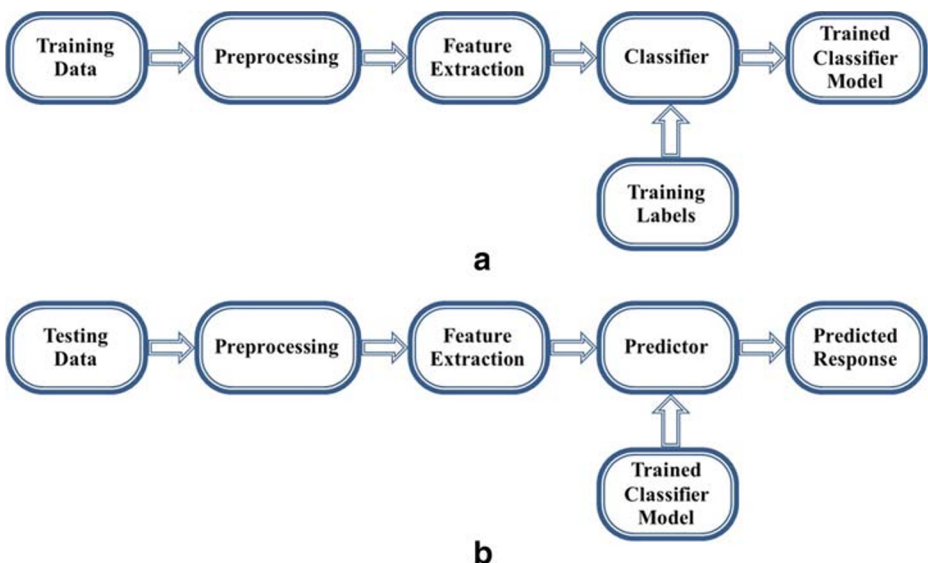 Training
Data
Preprocessing
Feature
Extraction
Classifier
Trained
Classifier
Model
Training
Labels
a
Testing
Data
Preprocessing
Feature
Extraction
Predictor
Predicted
Response
Trained
Classifier
Model
b